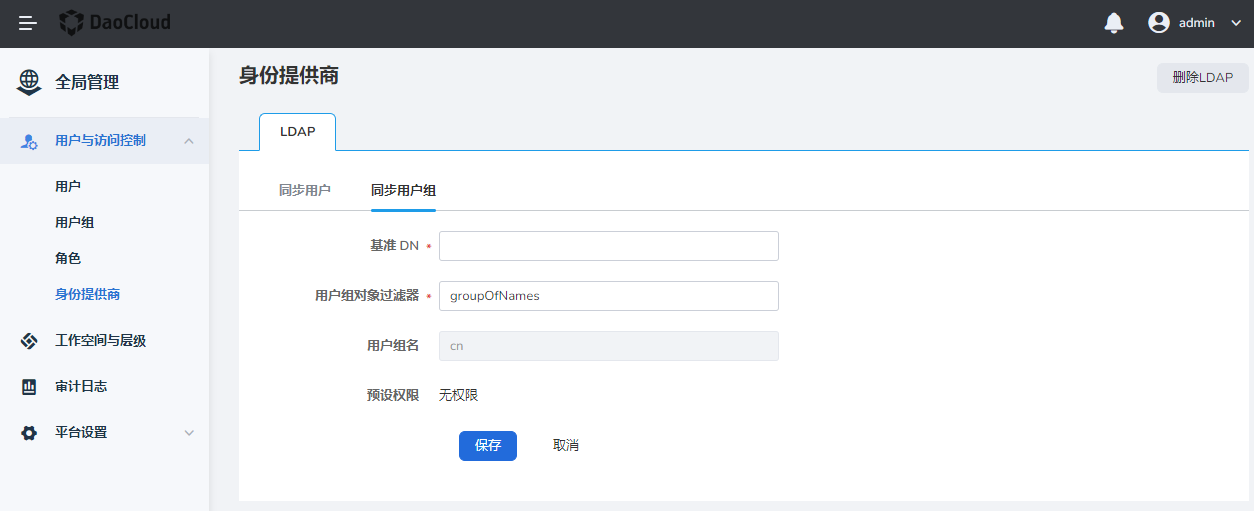 DaoCloud
admin
全局管理
用户与访问控制
用户
用户组
角色
身份提供商
工作空间与层级
审计日志
平台设置
身份提供商
删除LDAP
LDAP
同步用户
同步用户组
基准 DN *
用户组对象过滤器 * groupOfNames
用户组名 cn
预设权限 无权限
保存 取消